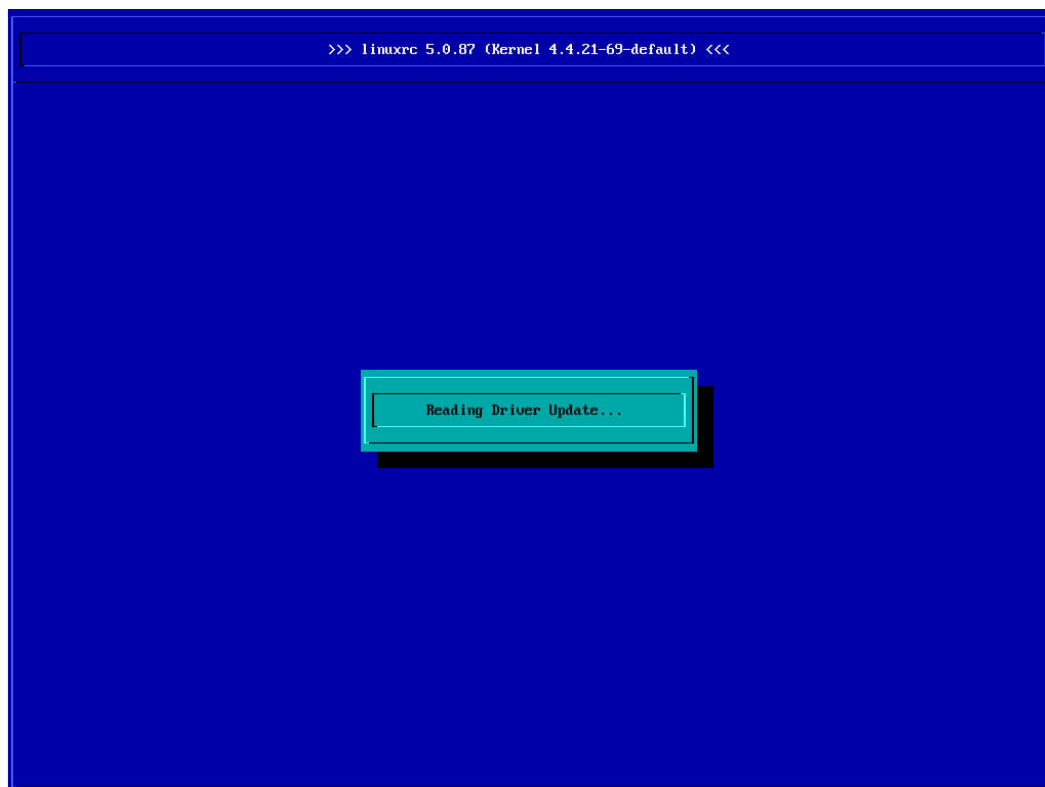 >>> linuxrc 5.0.87 (Kernel 4.4.21-69-default) <<<
Reading Driver Update...